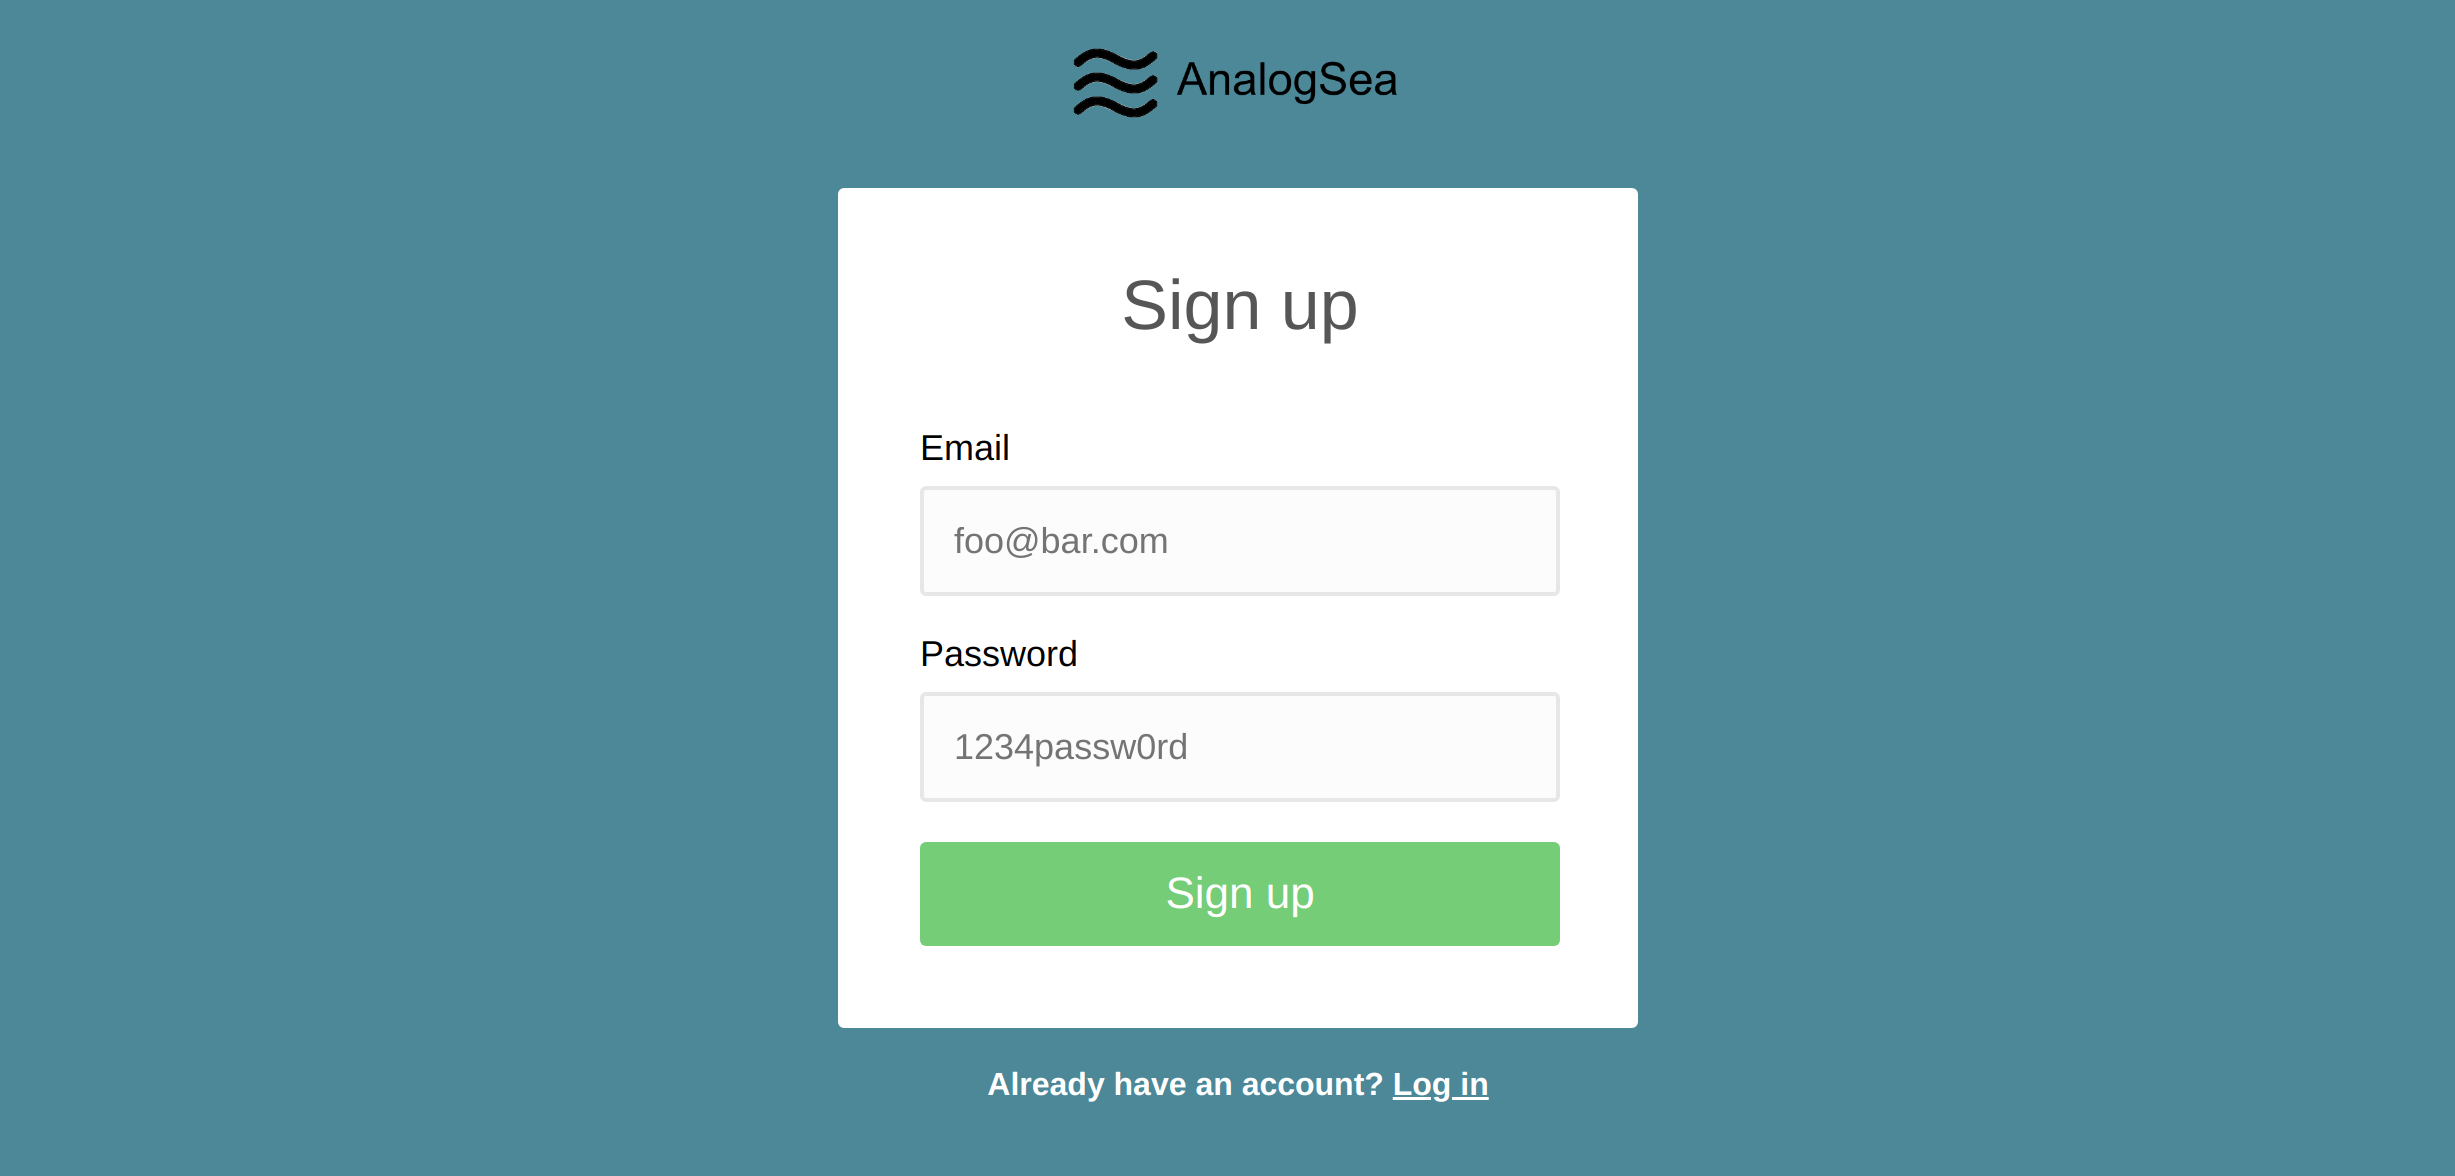 AnalogSea
Sign up
Email
foo@bar.com
Password
1234passw0rd
Sign up
Already have an account? Log in